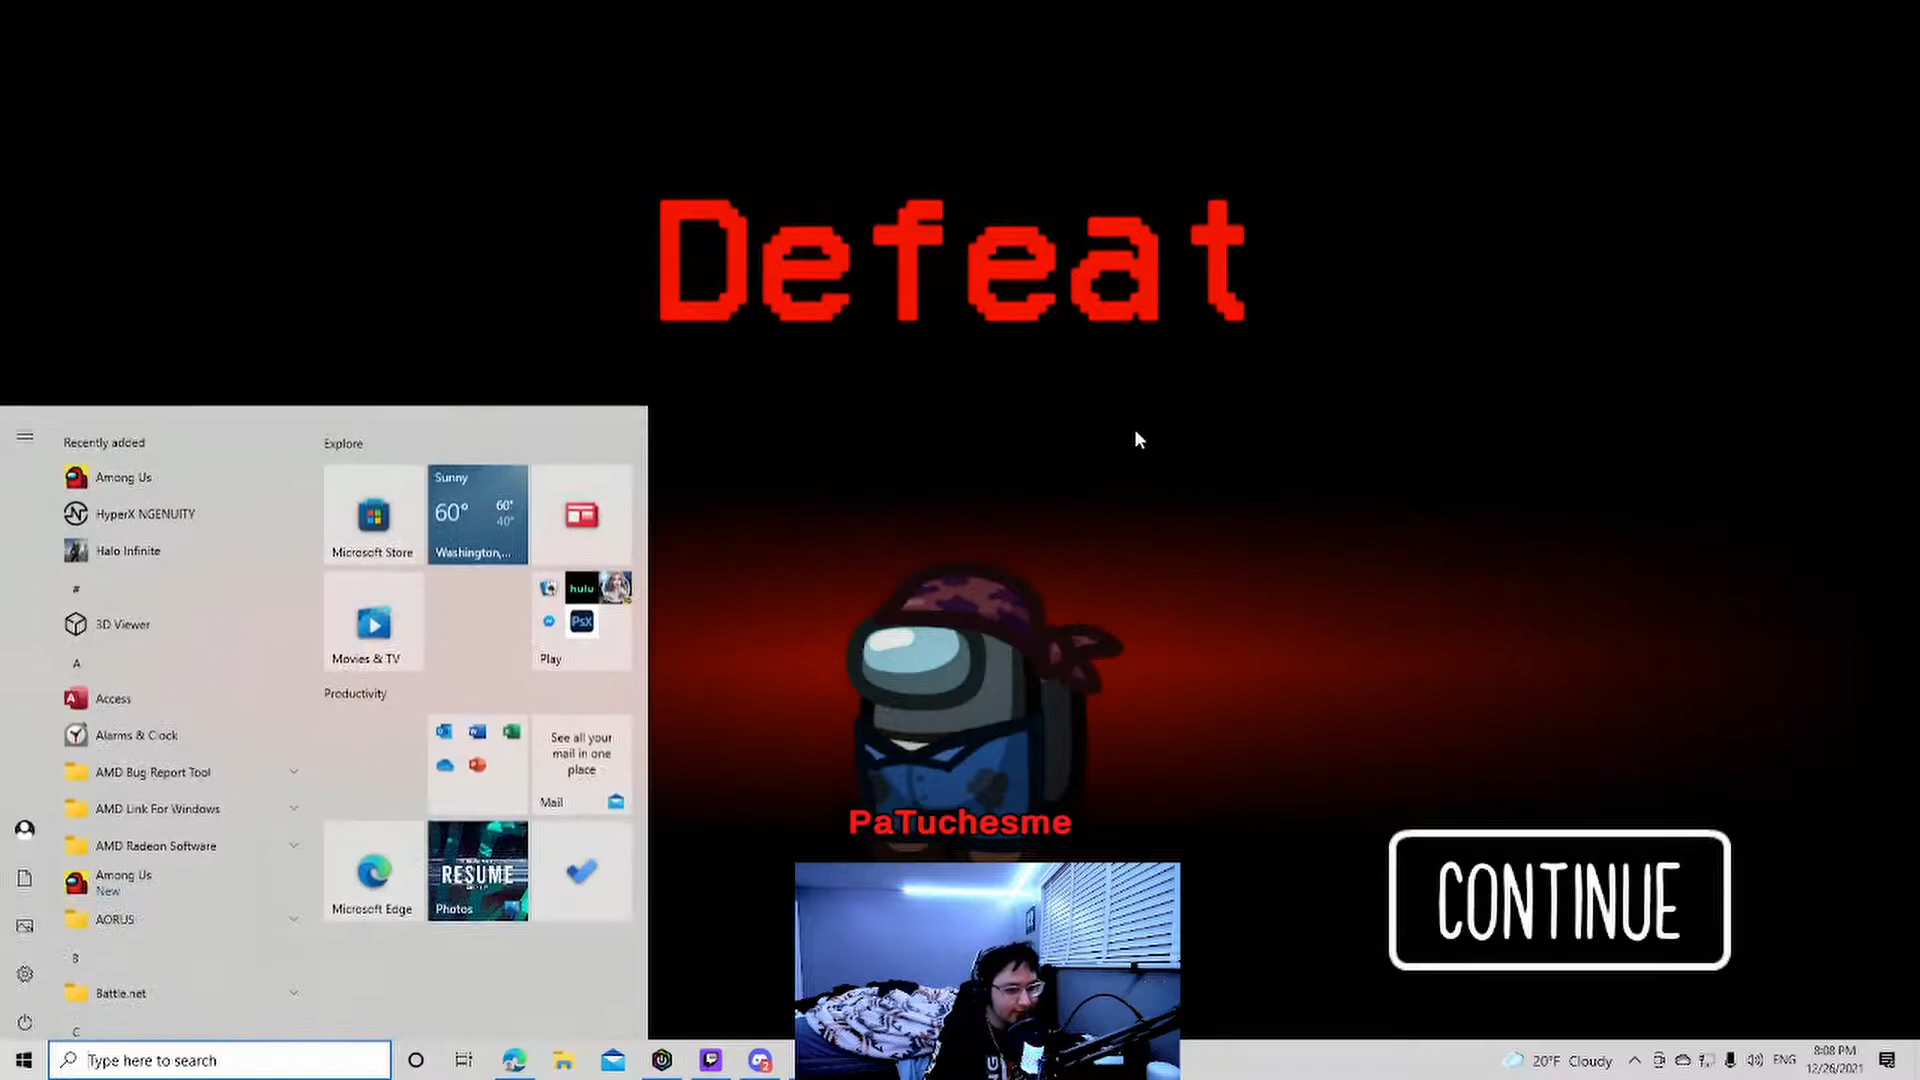 Defeat
Recently added
Among Us
HyperX NGENUITY
Halo Infinite
#
3D Viewer
A
Access
Alarms & Clock
AMD Bug Report Tool
AMD Link For Windows
AMD Radeon Software
Among Us
New
AORUS
B
Battle.net
C
Explore
Microsoft Store
Sunny
60°
60°
40°
Washington,...
Movies & TV
hulu
PsX
Play
Productivity
See all your
mail in one
place
Mail
Microsoft Edge
RESUME
Photos
PaTuchesme
CONTINUE
Type here to search
2
20°F Cloudy
ENG
8:08 PM
12/26/2021